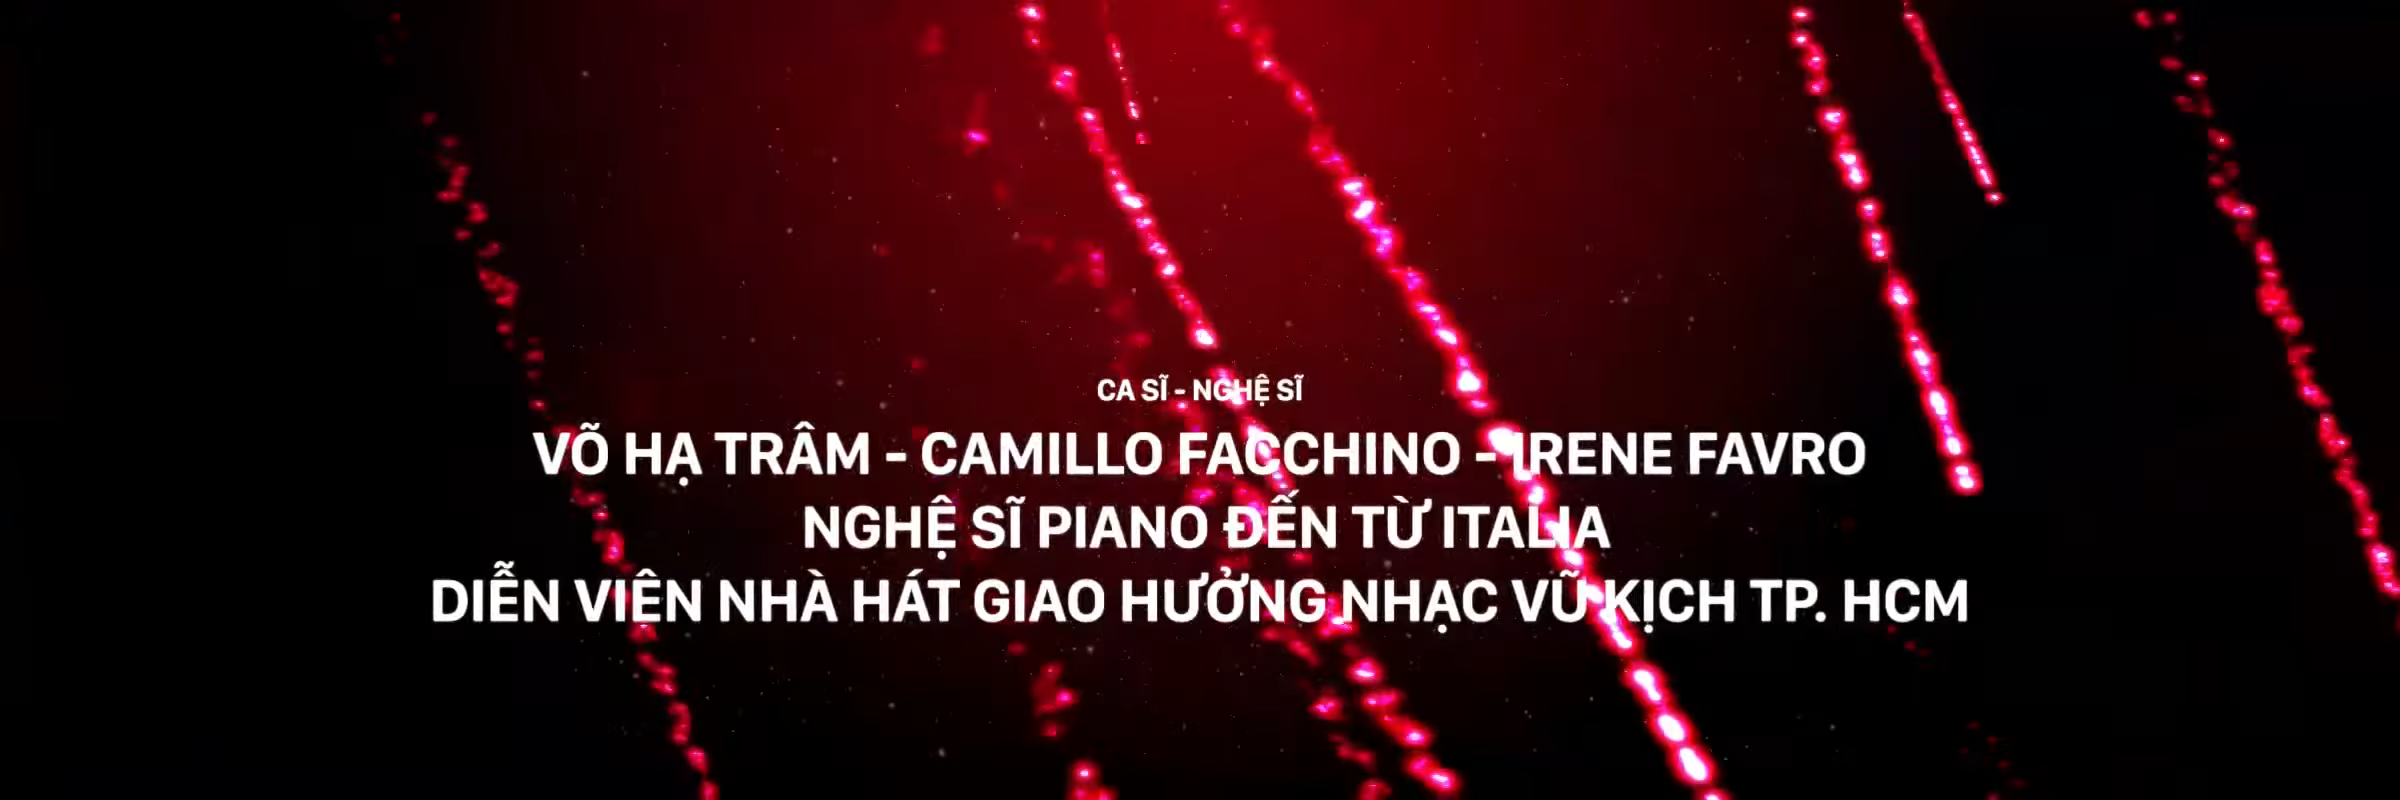 CA SĨ - NGHỆ SĨ
VÕ HẠ TRÂM - CAMILLO FACCHINO - IRENE FAVRO
NGHỆ SĨ PIANO ĐẾN TỪ ITALIA
DIỄN VIÊN NHÀ HÁT GIAO HƯỞNG NHẠC VŨ KỊCH TP. HCM